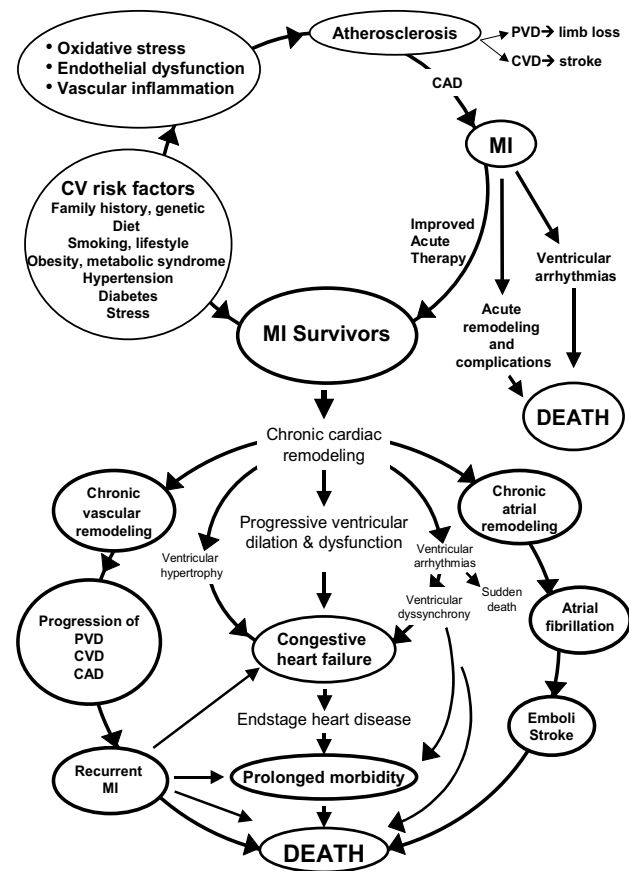 • Oxidative stress
• Endothelial dysfunction
• Vascular inflammation
Atherosclerosis
PVD→ limb loss
CVD→ stroke
CAD
MI
CV risk factors
Family history, genetic
Diet
Smoking, lifestyle
Obesity, metabolic syndrome
Hypertension
Diabetes
Stress
Improved
Acute
Therapy
Ventricular
arrhythmias
Acute
remodeling
and
complications
MI Survivors
DEATH
Chronic cardiac
remodeling
Chronic
vascular
remodeling
Chronic
atrial
remodeling
Progressive ventricular
dilation & dysfunction
Ventricular
hypertrophy
Ventricular
arrhythmias
Sudden
death
Ventricular
dyssynchrony
Progression of
PVD
CVD
CAD
Congestive
heart failure
Atrial
fibrillation
Endstage heart disease
Emboli
Stroke
Recurrent
MI
Prolonged morbidity
DEATH